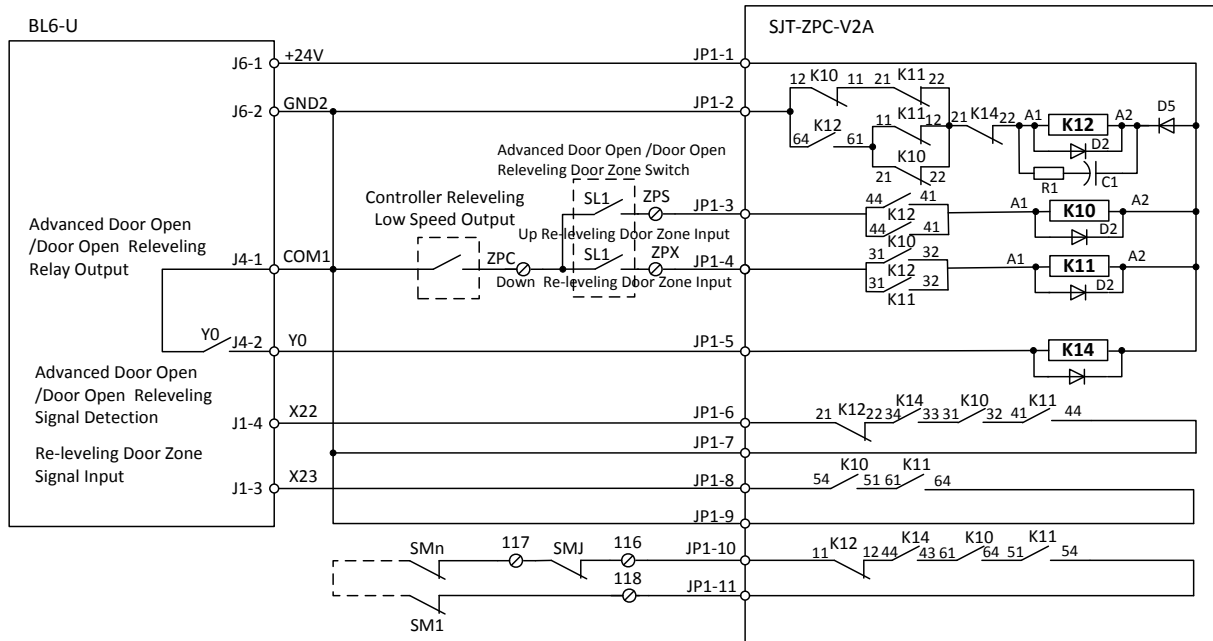 BL6-U
SJT-ZPC-V2A
J6-1 +24V JP1-1
12 K10 11 21 K11 22
J6-2 GND2 JP1-2
D5
K12 11 K11 12 21 K14 22 A1 K12 A2
64 61 D2
K10
21 22 R1 C1
Advanced Door Open /Door Open
Releveling Door Zone Switch
Controller Releveling
Low Speed Output
SL1 ZPS JP1-3 44 41 A1 K10 A2
K12
Up Re-leveling Door Zone Input 44 41 D2
Advanced Door Open
/Door Open Releveling
Relay Output
31 K10 32
J4-1 COM1 ZPC SL1 ZPX JP1-4 K12 A1 K11 A2
Down Re-leveling Door Zone Input 31 32 D2
K11
Y0 J4-2 Y0 JP1-5 K14
Advanced Door Open
/Door Open Releveling
Signal Detection
J1-4 X22 JP1-6 21 K12 22 34 K14 33 31 K10 32 41 K11 44
JP1-7
Re-leveling Door Zone
Signal Input
J1-3 X23 JP1-8 54 K10 51 61 K11 64
JP1-9
SMn 117 SMJ 116 JP1-10 11 K12 12 44 K14 43 61 K10 64 51 K11 54
118 JP1-11
SM1